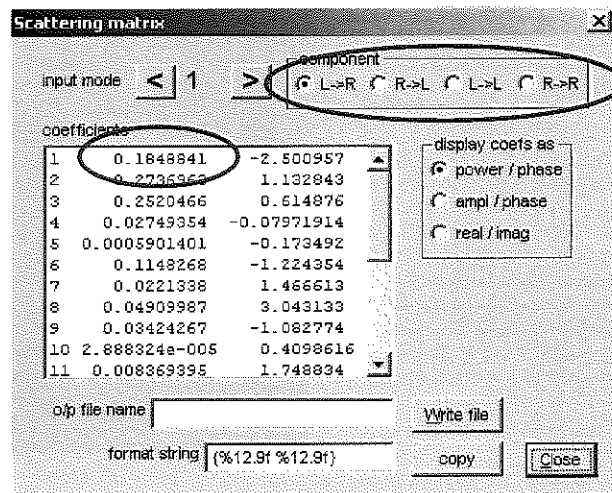 Scattering matrix
component
input mode < 1 > L->R R->L L->L R->R
coefficients
display coefs as
1 0.1848841 -2.500957
power / phase
2 0.2736963 1.132843
3 0.2520466 0.614876
ampl / phase
4 0.02749354 -0.07971914
real / imag
5 0.0005901401 -0.173492
6 0.1148268 -1.224354
7 0.0221338 1.466613
8 0.04909987 3.043133
9 0.03424267 -1.082774
10 2.888324e-005 0.4098616
11 0.008369395 1.748834
o/p file name
Write file
format string (%12.9f %12.9f)
copy
Close